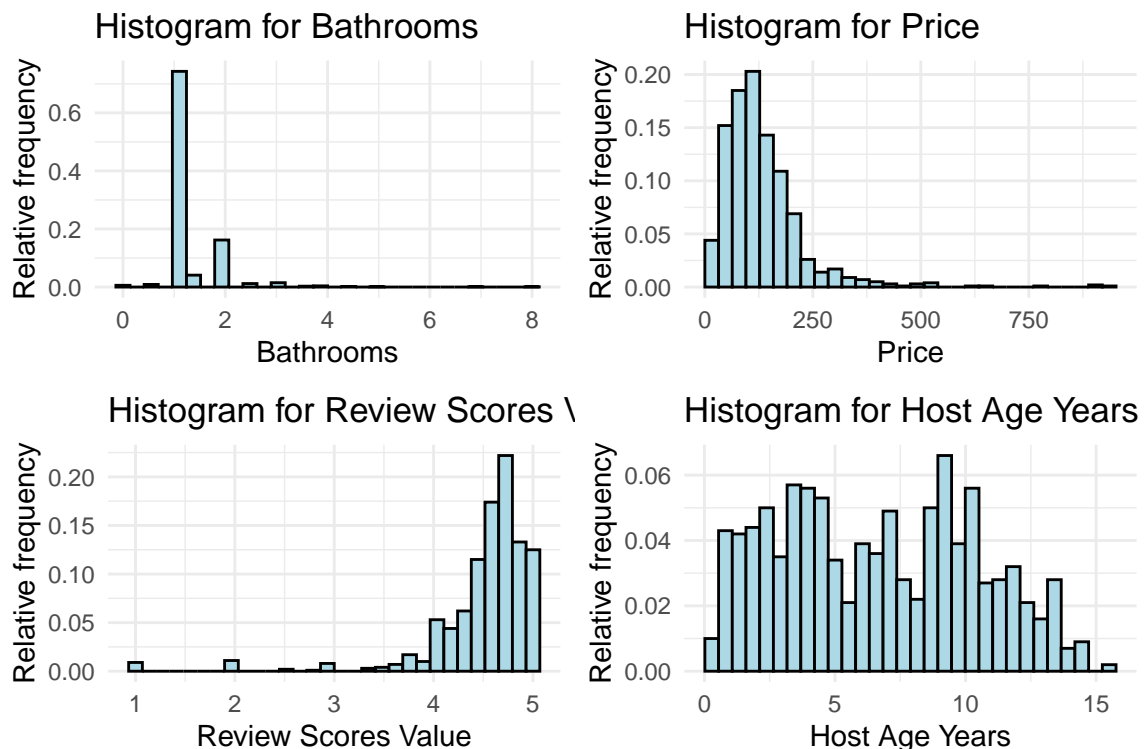 Histogram for Bathrooms
Relative frequency
0.6
0.4
0.2
0.0
0 2 4 6 8
Bathrooms
Histogram for Price
Relative frequency
0.20
0.15
0.10
0.05
0.00
0 250 500 750
Price
Histogram for Review Scores
Relative frequency
0.20
0.15
0.10
0.05
0.00
1 2 3 4 5
Review Scores Value
Histogram for Host Age Years
Relative frequency
0.06
0.04
0.02
0.00
0 5 10 15
Host Age Years